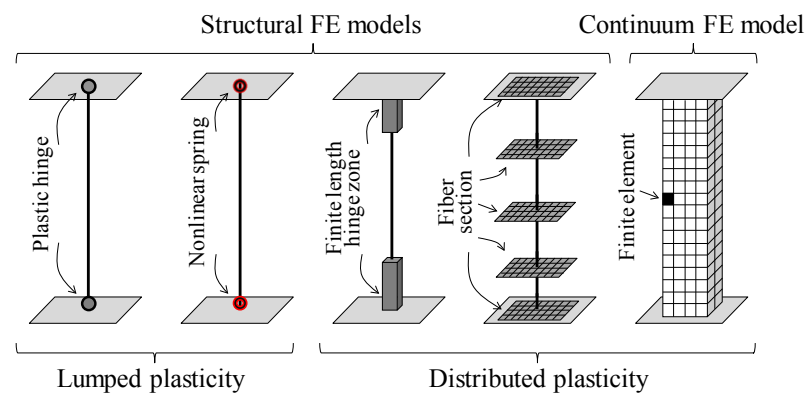 Structural FE models
Continuum FE model
Plastic hinge
Nonlinear spring
Finite length
hinge zone
Fiber
section
Finite element
Lumped plasticity
Distributed plasticity